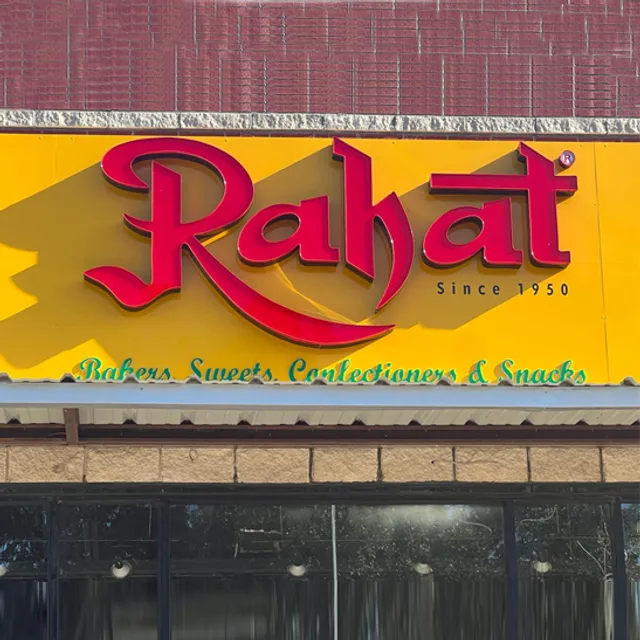 Rahat ®
Since 1950
Bakers, Sweets, Confectioners & Snacks